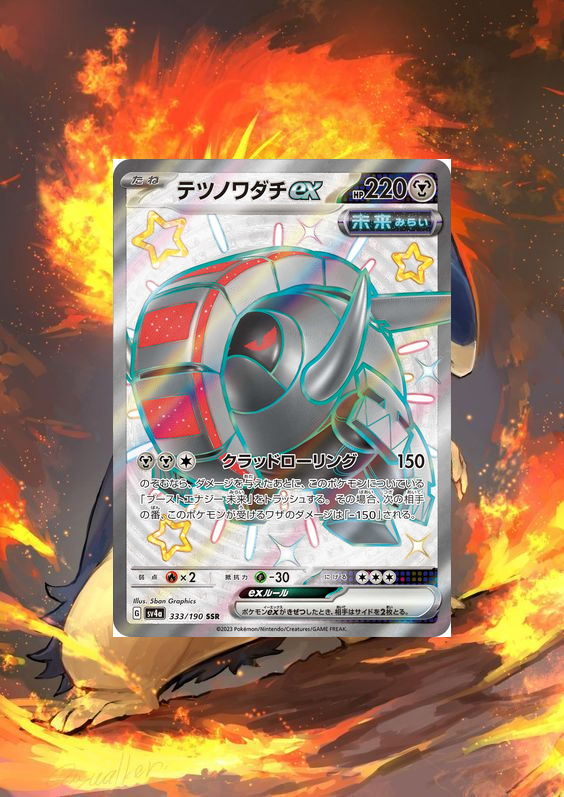 たね
テツノワダチex
HP220
未来みらい
クラッドローリング 150
のぞむなら、ダメージを与えたあとに、このポケモンについている
「ブーストエナジー未来」をトラッシュする。その場合、次の相手
の番、このポケモンが受けるワザのダメージは「-150」される。
弱点 ×2 抵抗力 -30 にげる
exルール
ポケモンexがきぜつしたとき、相手はサイドを2枚とる。
Illus. 5ban Graphics
G sv4a 333/190 SSR
©2023 Pokémon/Nintendo/Creatures/GAME FREAK.